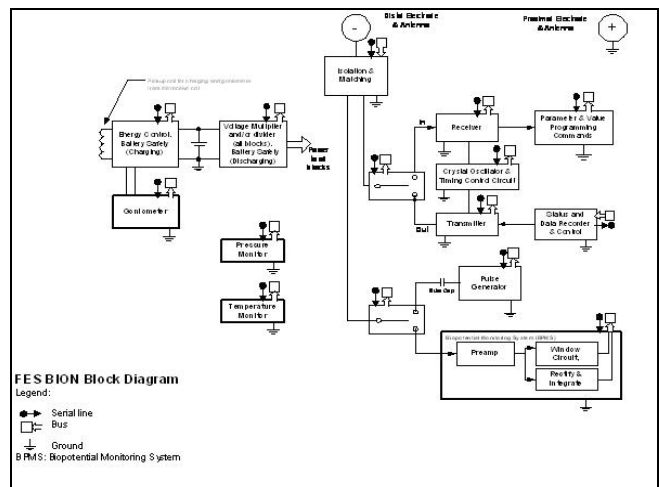 Distal Electrode
& Antenna
Proximal Electrode
& Antenna
-
+
Isolation &
Matching
Energy Control,
Battery Safety
(Charging)
Voltage Multiplier
and/or divider
(all blocks),
Battery Safety
(Discharging)
Power
to all
blocks
Goniometer
Pressure
Monitor
Temperature
Monitor
In
Receiver
Parameter & Value
Programming
Commands
Crystal Oscillator &
Timing Control Circuit
Out
Transmitter
Status and
Data Recorder
& Control
Pulse
Generator
Biopotential Monitoring System (BPMS)
Preamp
Window
Circuit,
Rectify &
Integrate
FES BION Block Diagram
Legend:
Serial line
Bus
Ground
BPMS: Biopotential Monitoring System